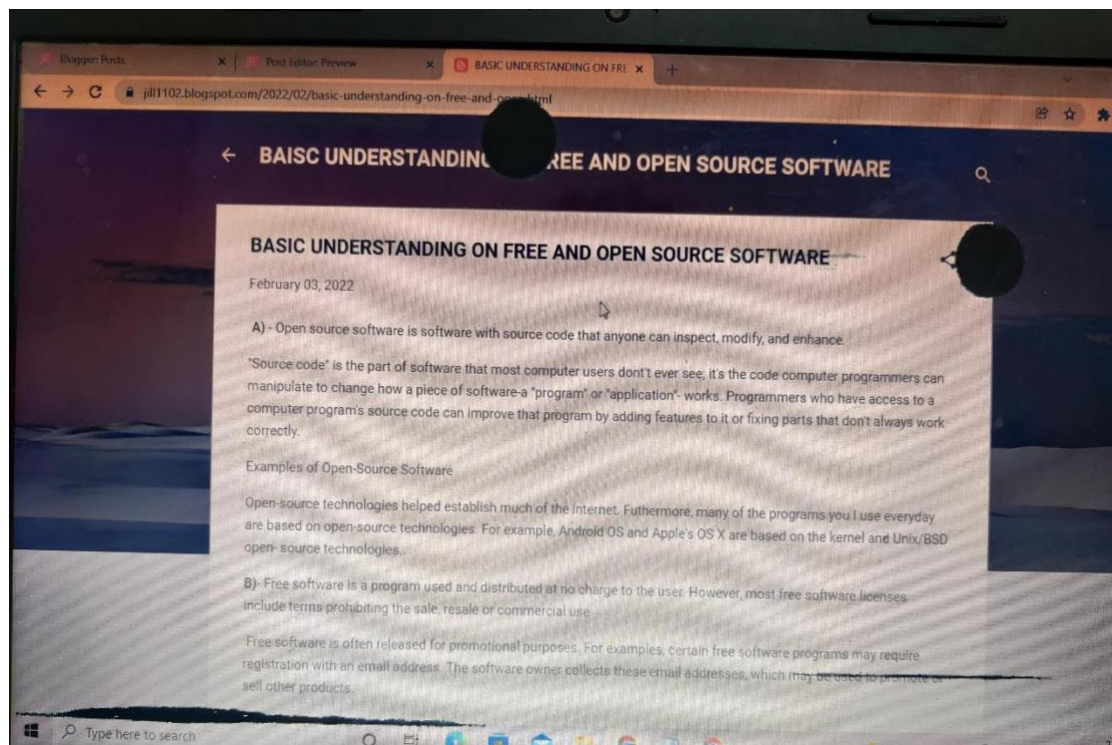 Blogger: Posts
Post Editor: Preview
BASIC UNDERSTANDING ON FRE
jill1102.blogspot.com/2022/02/basic-understanding-on-free-and-open.html
BAISC UNDERSTANDING FREE AND OPEN SOURCE SOFTWARE
BASIC UNDERSTANDING ON FREE AND OPEN SOURCE SOFTWARE
February 03, 2022
A) - Open source software is software with source code that anyone can inspect, modify, and enhance.
"Source code" is the part of software that most computer users dont't ever see; it's the code computer programmers can
manipulate to change how a piece of software-a "program" or "application"- works. Programmers who have access to a
computer program's source code can improve that program by adding features to it or fixing parts that don't always work
correctly.
Examples of Open-Source Software
Open-source technologies helped establish much of the internet. Futhermore, many of the programs you I use everyday
are based on open-source technologies. For example, Android OS and Apple's OS X are based on the kernel and Unix/BSD
open- source technologies.
B)- Free software is a program used and distributed at no charge to the user. However, most free software licenses
include terms prohibiting the sale, resale or commercial use
Free software is often released for promotional purposes. For examples, certain free software programs may require
registration with an email address. The software owner collects these email addresses, which may be used to promote or
sell other products.
Type here to search